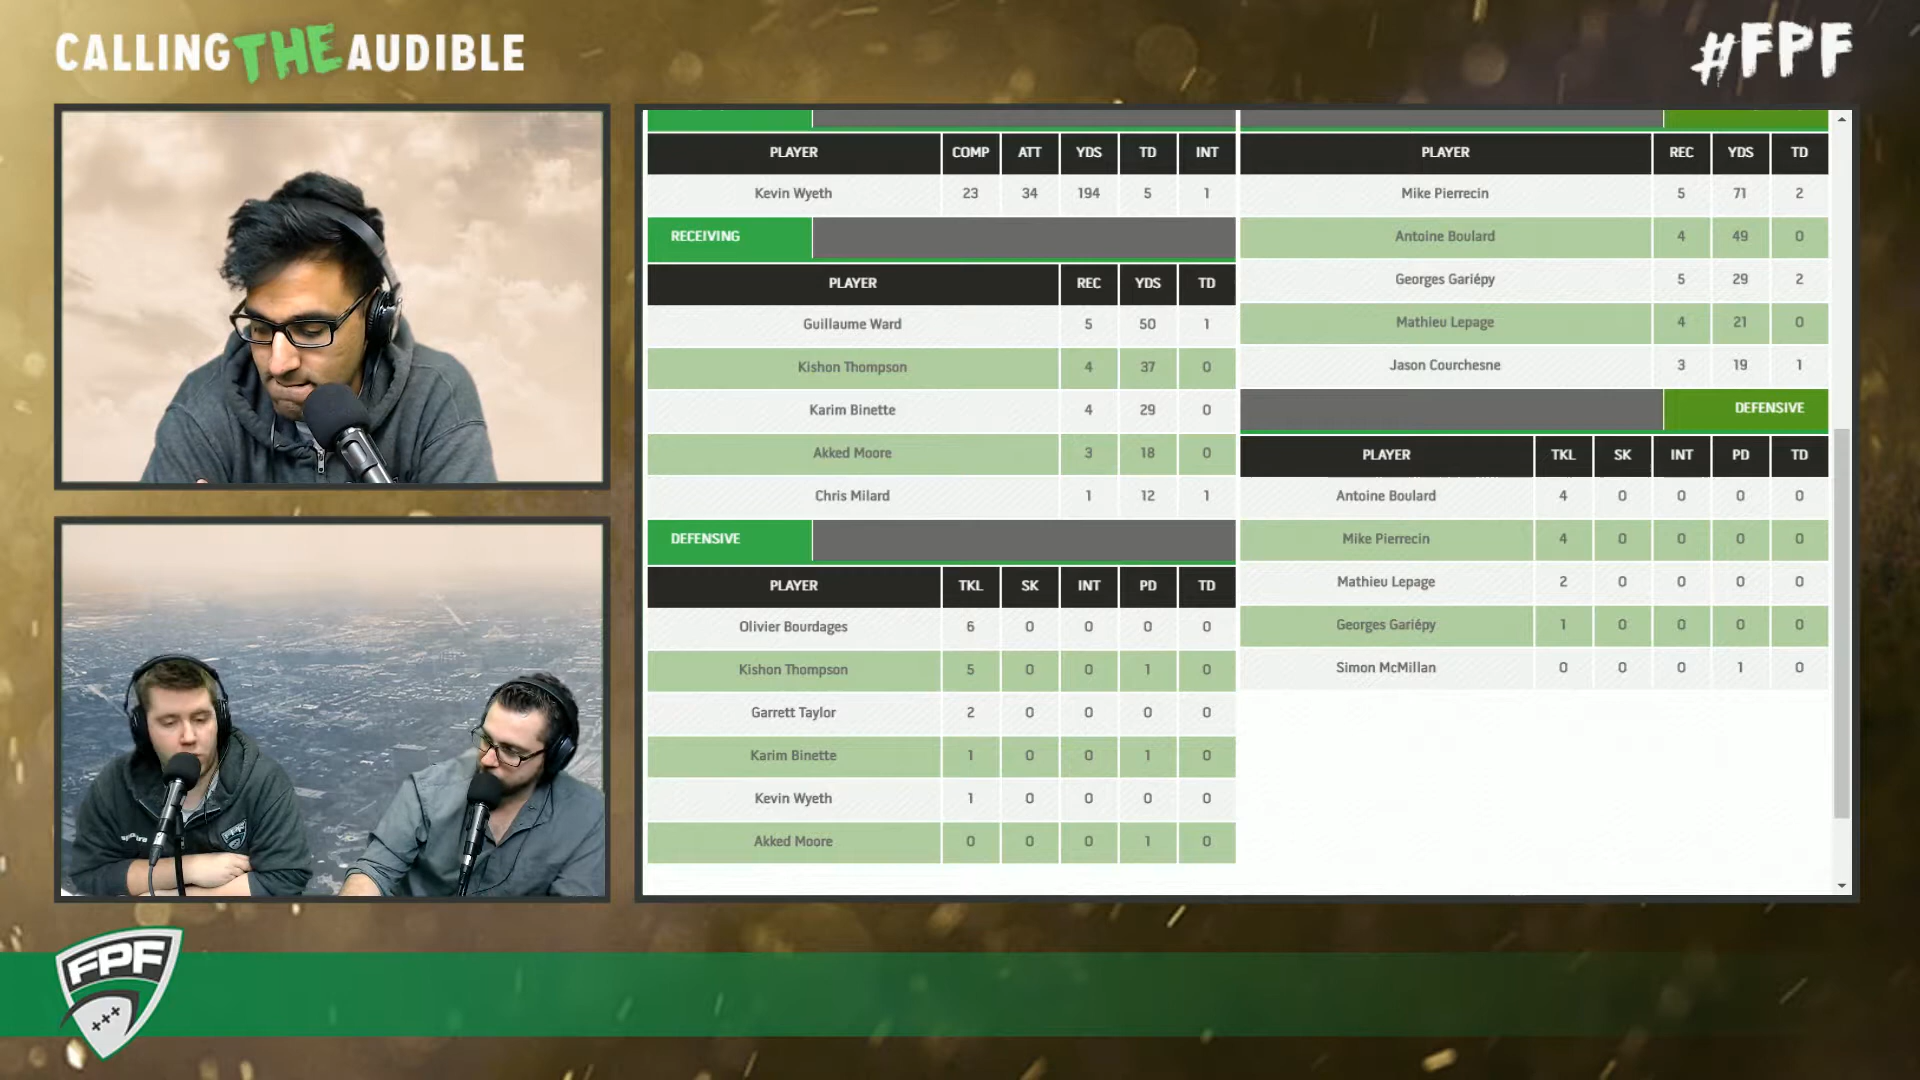 CALLING THE AUDIBLE
#FPF
PLAYER COMP ATT YDS TD INT
Kevin Wyeth 23 34 194 5 1
RECEIVING
PLAYER REC YDS TD
Guillaume Ward 5 50 1
Kishon Thompson 4 37 0
Karim Binette 4 29 0
Akked Moore 3 18 0
Chris Milard 1 12 1
DEFENSIVE
PLAYER TKL SK INT PD TD
Olivier Bourdages 6 0 0 0 0
Kishon Thompson 5 0 0 1 0
Garrett Taylor 2 0 0 0 0
Karim Binette 1 0 0 1 0
Kevin Wyeth 1 0 0 0 0
Akked Moore 0 0 0 1 0
PLAYER REC YDS TD
Mike Pierrecin 5 71 2
Antoine Boulard 4 49 0
Georges Gariépy 5 29 2
Mathieu Lepage 4 21 0
Jason Courchesne 3 19 1
DEFENSIVE
PLAYER TKL SK INT PD TD
Antoine Boulard 4 0 0 0 0
Mike Pierrecin 4 0 0 0 0
Mathieu Lepage 2 0 0 0 0
Georges Gariépy 1 0 0 0 0
Simon McMillan 0 0 0 1 0
FPF
FPF